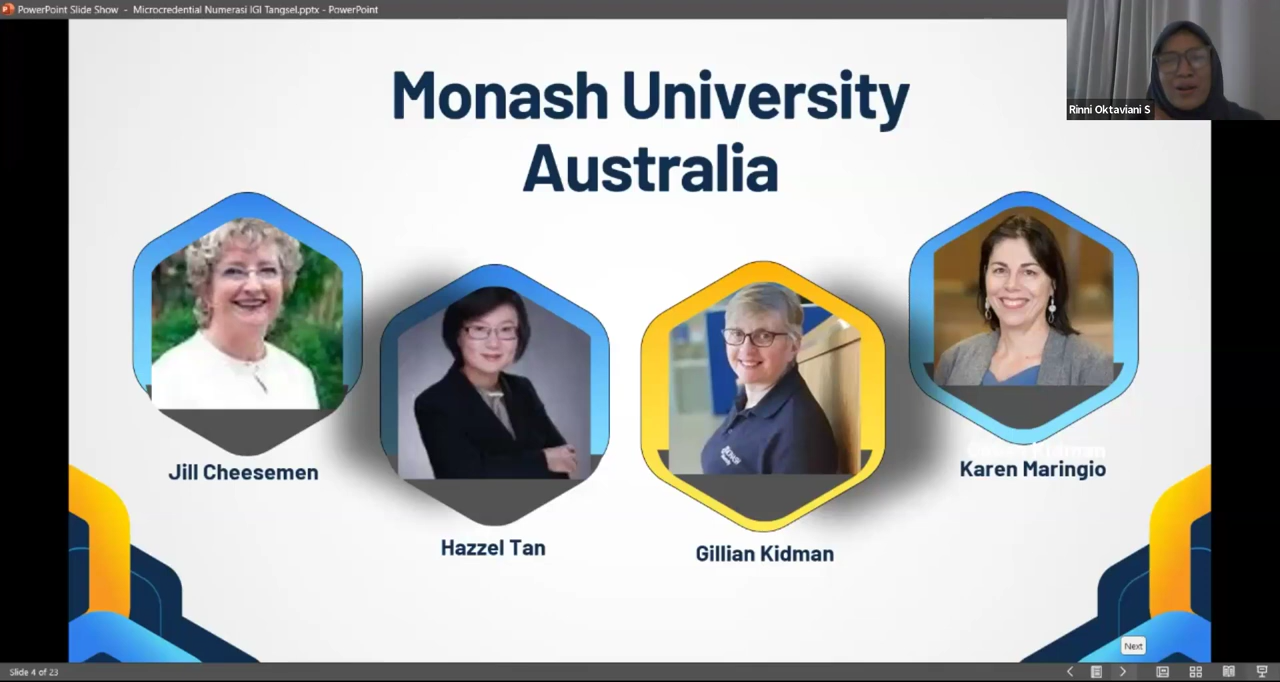 PowerPoint Slide Show - Microcredential Numerasi IGI Tangsel.pptx - PowerPoint
Rinni Oktaviani S
Monash University
Australia
Jill Cheesemen
Hazzel Tan
Gillian Kidman
Karen Maringio
Next
Slide 4 of 23